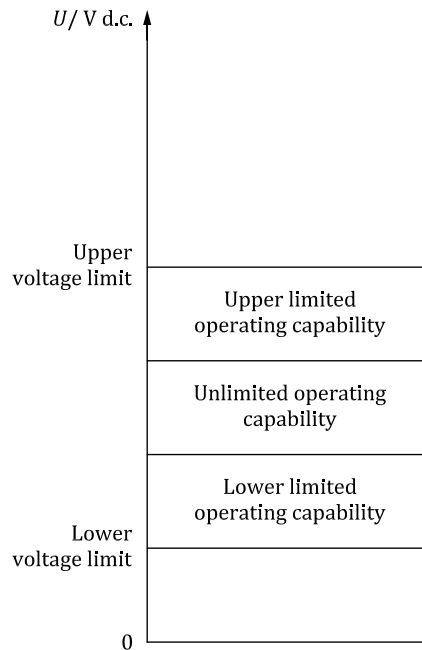 U/ V d.c.
Upper
voltage limit
Upper limited
operating capability
Unlimited operating
capability
Lower limited
operating capability
Lower
voltage limit
0